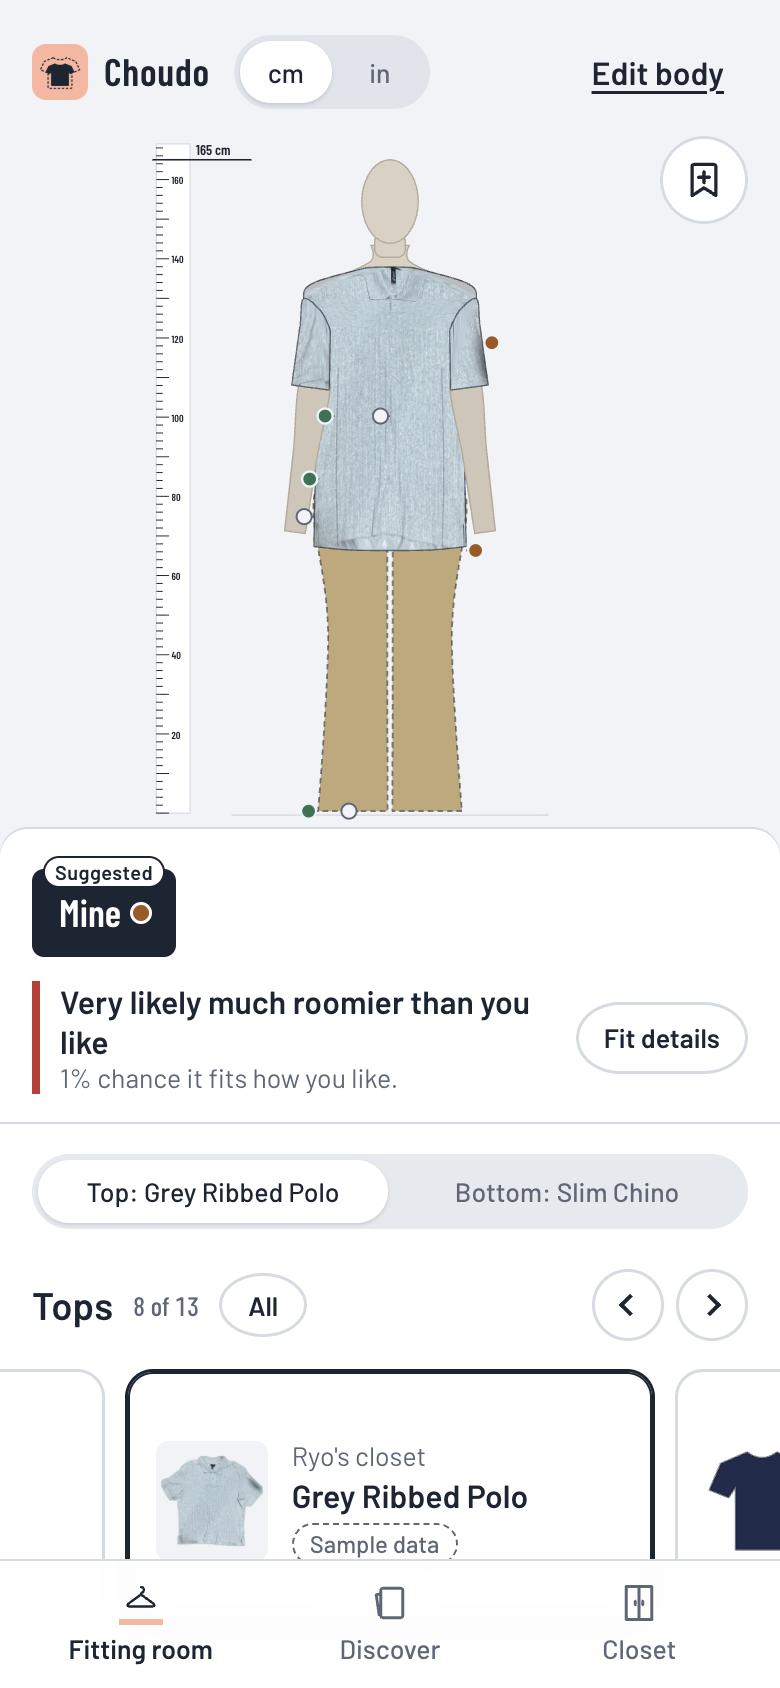 Choudo
cm
in
Edit body
165 cm
160
140
120
100
80
60
40
20
Suggested
Mine
Very likely much roomier than you
like
1% chance it fits how you like.
Fit details
Top: Grey Ribbed Polo
Bottom: Slim Chino
Tops
8 of 13
All
Ryo's closet
Grey Ribbed Polo
Sample data
Fitting room
Discover
Closet